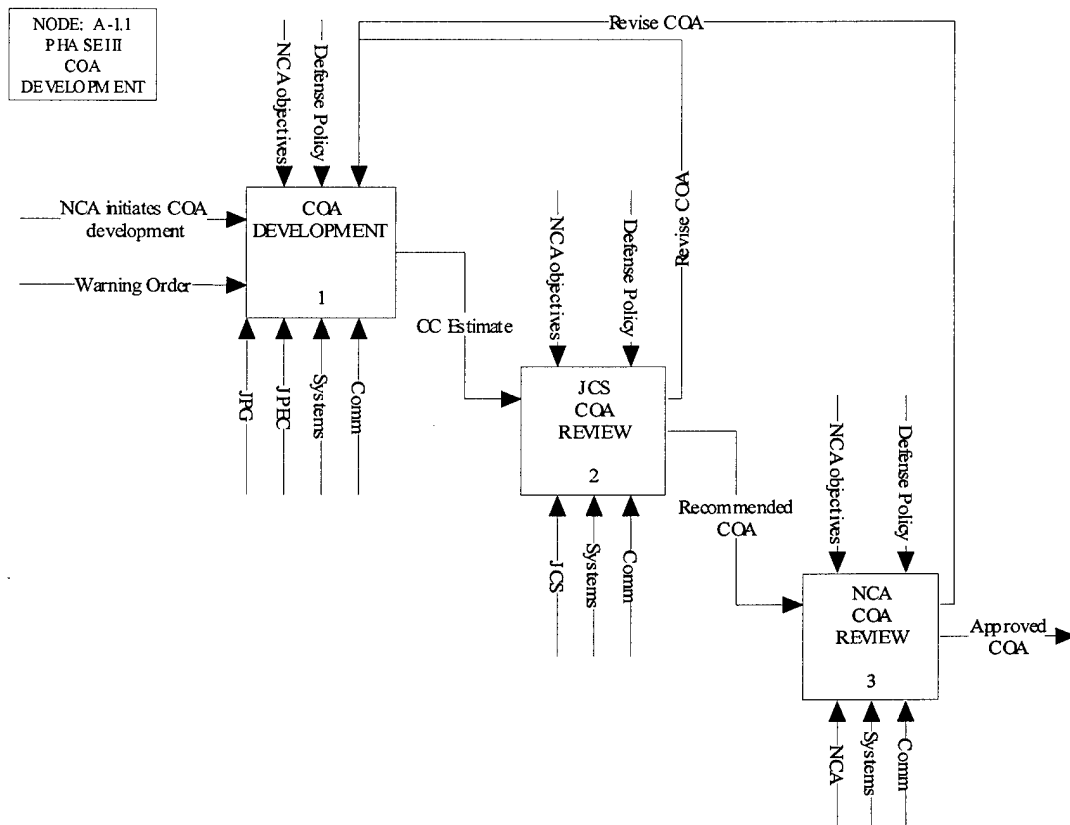 NODE: A-1.1
PHASE III
COA
DEVELOPMENT
Revise COA
NCA objectives
Defense Policy
NCA initiates COA
development
Warning Order
COA
DEVELOPMENT
1
JPG
JPEC
Systems
Comm
CC Estimate
Revise COA
NCA objectives
Defense Policy
JCS
COA
REVIEW
2
JCS
Systems
Comm
Recommended
COA
NCA objectives
Defense Policy
NCA
COA
REVIEW
3
Approved
COA
NCA
Systems
Comm